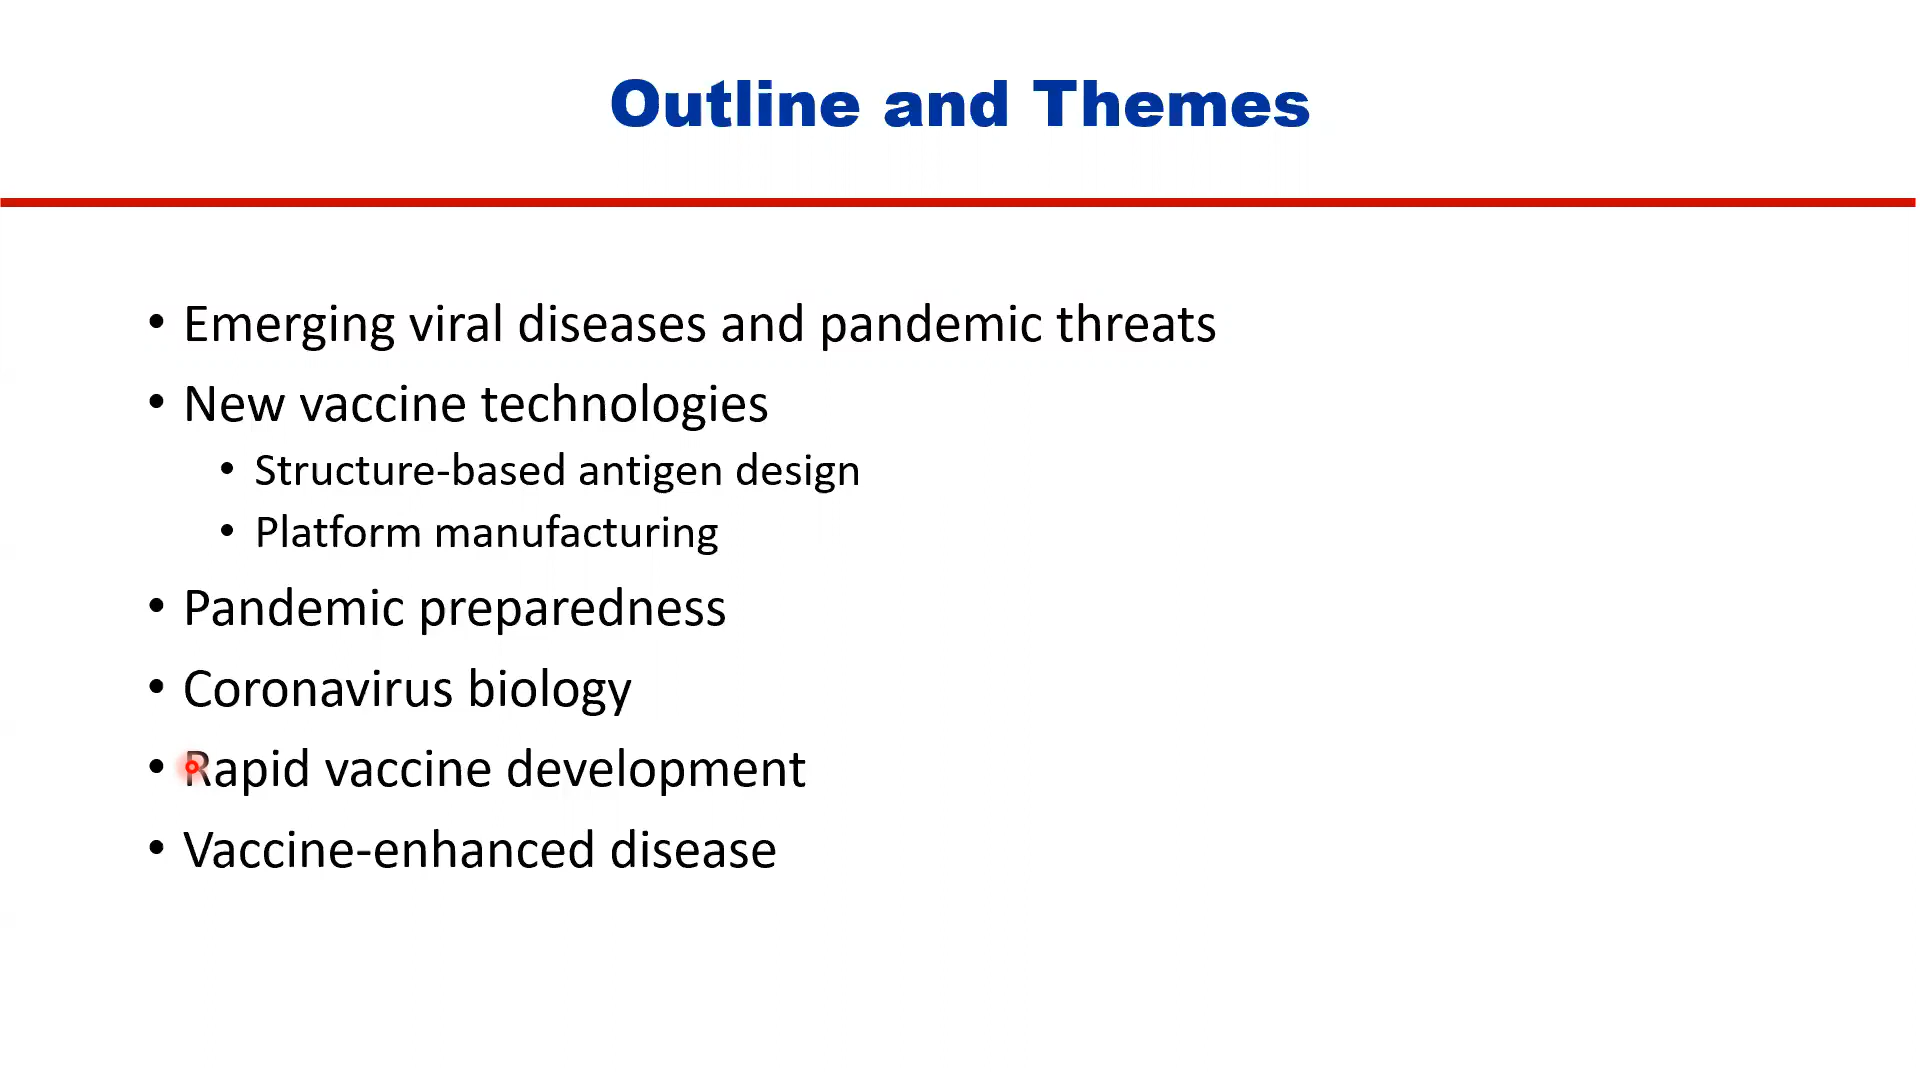 Outline and Themes
• Emerging viral diseases and pandemic threats
• New vaccine technologies
• Structure-based antigen design
• Platform manufacturing
• Pandemic preparedness
• Coronavirus biology
• Rapid vaccine development
• Vaccine-enhanced disease